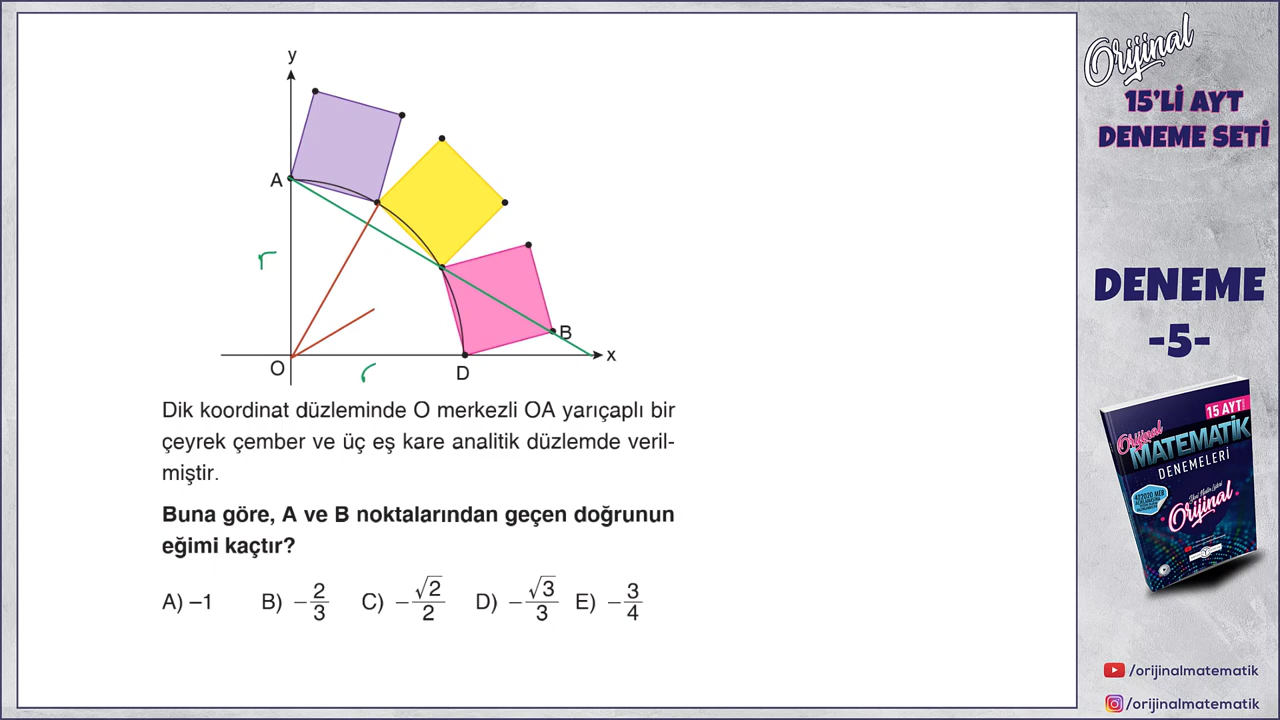 y
A
r
B
x
O
D
r
Dik koordinat düzleminde O merkezli OA yarıçaplı bir
çeyrek çember ve üç eş kare analitik düzlemde veril-
miştir.
Buna göre, A ve B noktalarından geçen doğrunun
eğimi kaçtır?
A) –1 B) −2/3 C) −√2/2 D) −√3/3 E) −3/4
Orijinal
15'Lİ AYT
DENEME SETİ
DENEME
-5-
15 AYT
Orijinal
MATEMATİK
DENEMELERİ
Orijinal
/orijinalmatematik
/orijinalmatematik